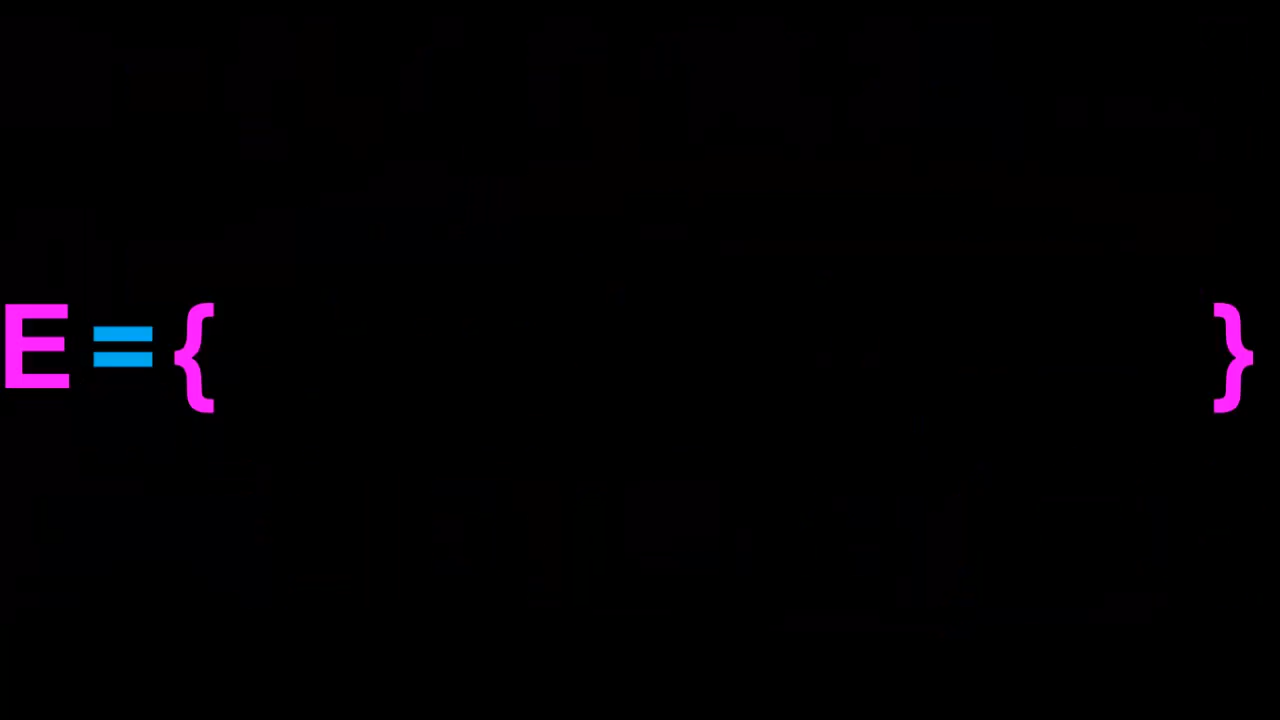 E = { }